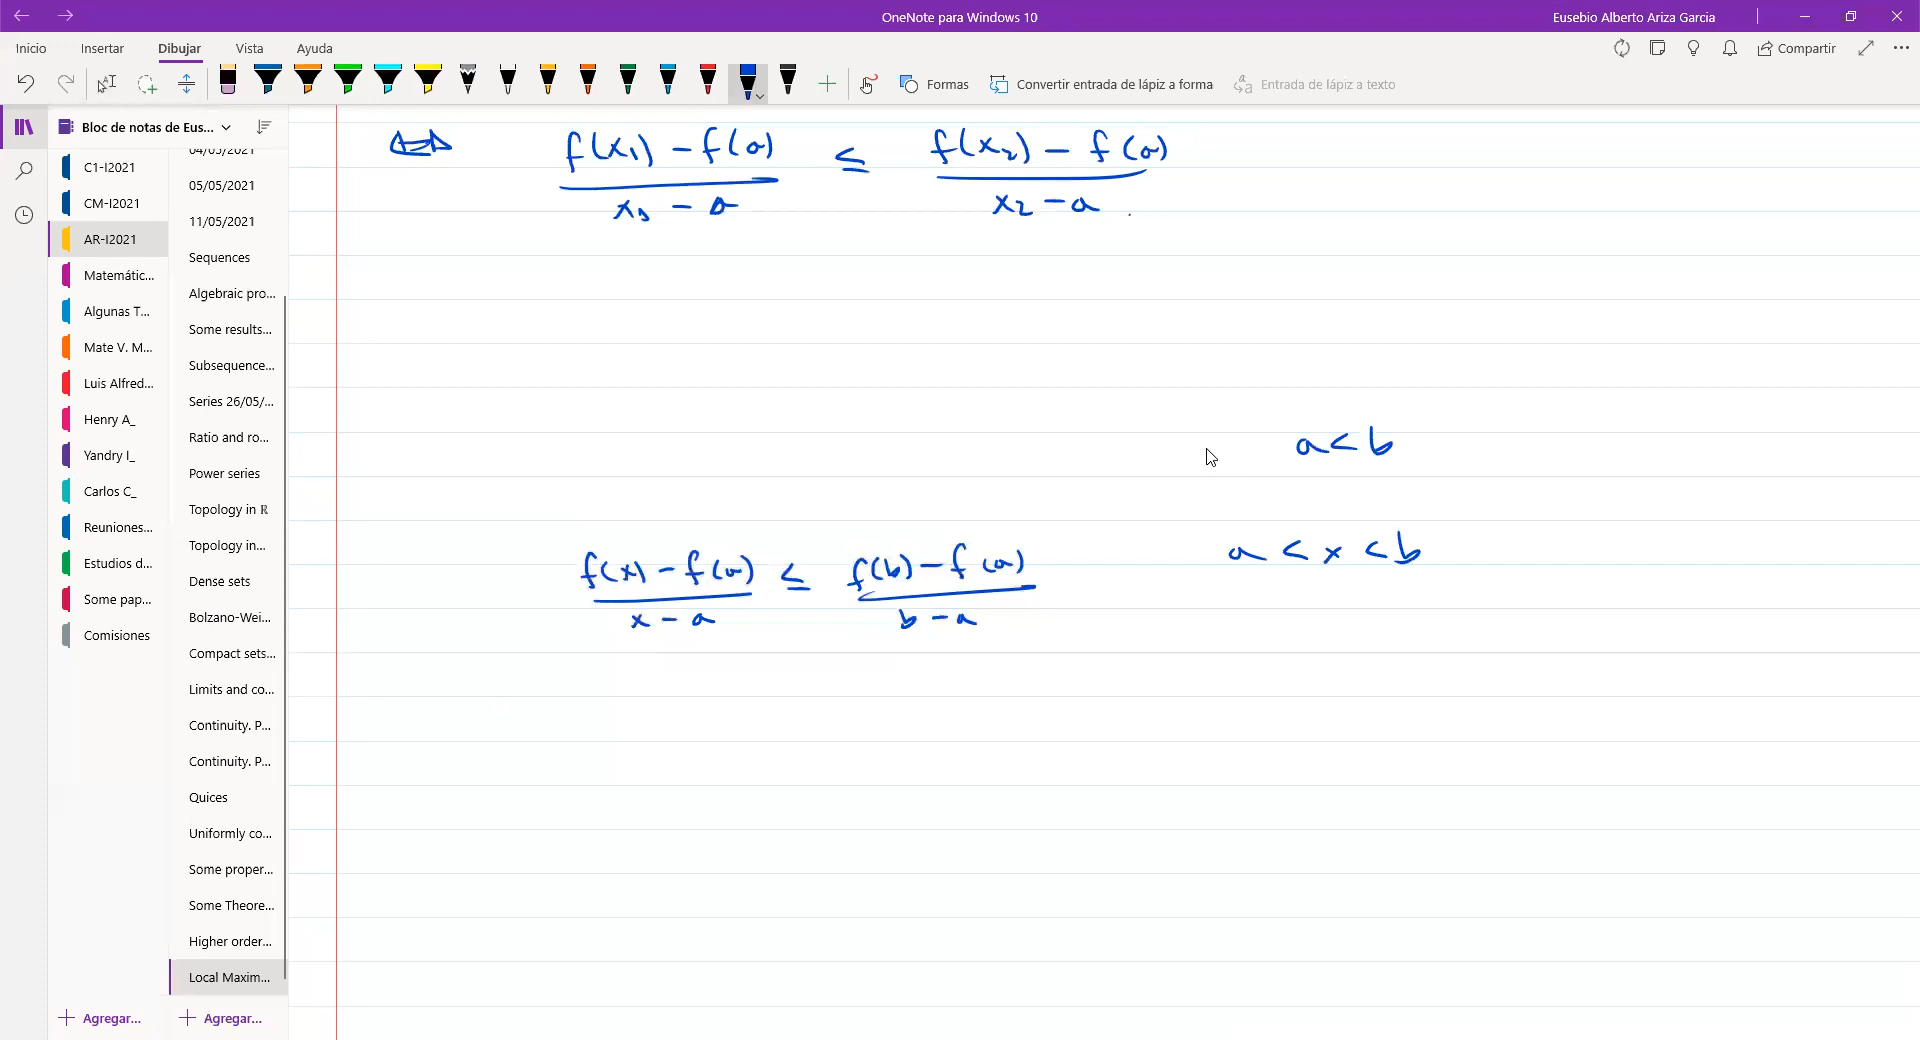 OneNote para Windows 10
Eusebio Alberto Ariza Garcia
Inicio Insertar Dibujar Vista Ayuda
Compartir
Formas
Convertir entrada de lápiz a forma
Entrada de lápiz a texto
Bloc de notas de Eus...
C1-I2021
CM-I2021
AR-I2021
Matemátic...
Algunas T...
Mate V. M...
Luis Alfred...
Henry A_
Yandry I_
Carlos C_
Reuniones...
Estudios d...
Some pap...
Comisiones
Agregar...
04/05/2021
05/05/2021
11/05/2021
Sequences
Algebraic pro...
Some results...
Subsequence...
Series 26/05/...
Ratio and ro...
Power series
Topology in ℝ
Topology in...
Dense sets
Bolzano-Wei...
Compact sets...
Limits and co...
Continuity. P...
Continuity. P...
Quices
Uniformly co...
Some proper...
Some Theore...
Higher order...
Local Maxim...
Agregar...
⟺ f(x₁) - f(a) ≤ f(x₂) - f(a)
x₁ - a x₂ - a .
a < b
a < x < b
f(x) - f(a) ≤ f(b) - f(a)
x - a b - a